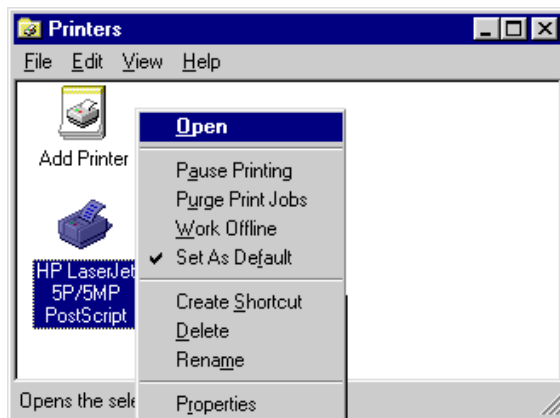 Printers
File Edit View Help
Add Printer
HP LaserJet
5P/5MP
PostScript
Open
Pause Printing
Purge Print Jobs
Work Offline
Set As Default
Create Shortcut
Delete
Rename
Properties
Opens the sele